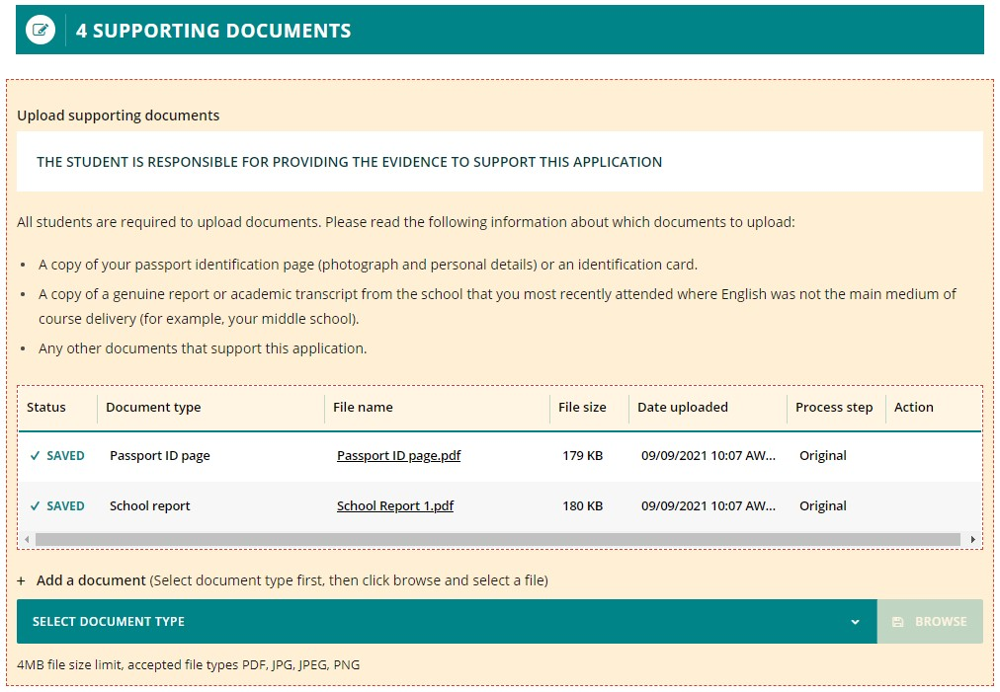 4 SUPPORTING DOCUMENTS
Upload supporting documents
THE STUDENT IS RESPONSIBLE FOR PROVIDING THE EVIDENCE TO SUPPORT THIS APPLICATION
All students are required to upload documents. Please read the following information about which documents to upload:
• A copy of your passport identification page (photograph and personal details) or an identification card.
• A copy of a genuine report or academic transcript from the school that you most recently attended where English was not the main medium of
course delivery (for example, your middle school).
• Any other documents that support this application.
Status Document type File name File size Date uploaded Process step Action
✓ SAVED Passport ID page Passport ID page.pdf 179 KB 09/09/2021 10:07 AW... Original
✓ SAVED School report School Report 1.pdf 180 KB 09/09/2021 10:07 AW... Original
+ Add a document (Select document type first, then click browse and select a file)
SELECT DOCUMENT TYPE BROWSE
4MB file size limit, accepted file types PDF, JPG, JPEG, PNG